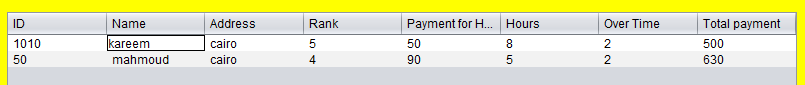 ID Name Address Rank Payment for H... Hours Over Time Total payment
1010 kareem cairo 5 50 8 2 500
50 mahmoud cairo 4 90 5 2 630